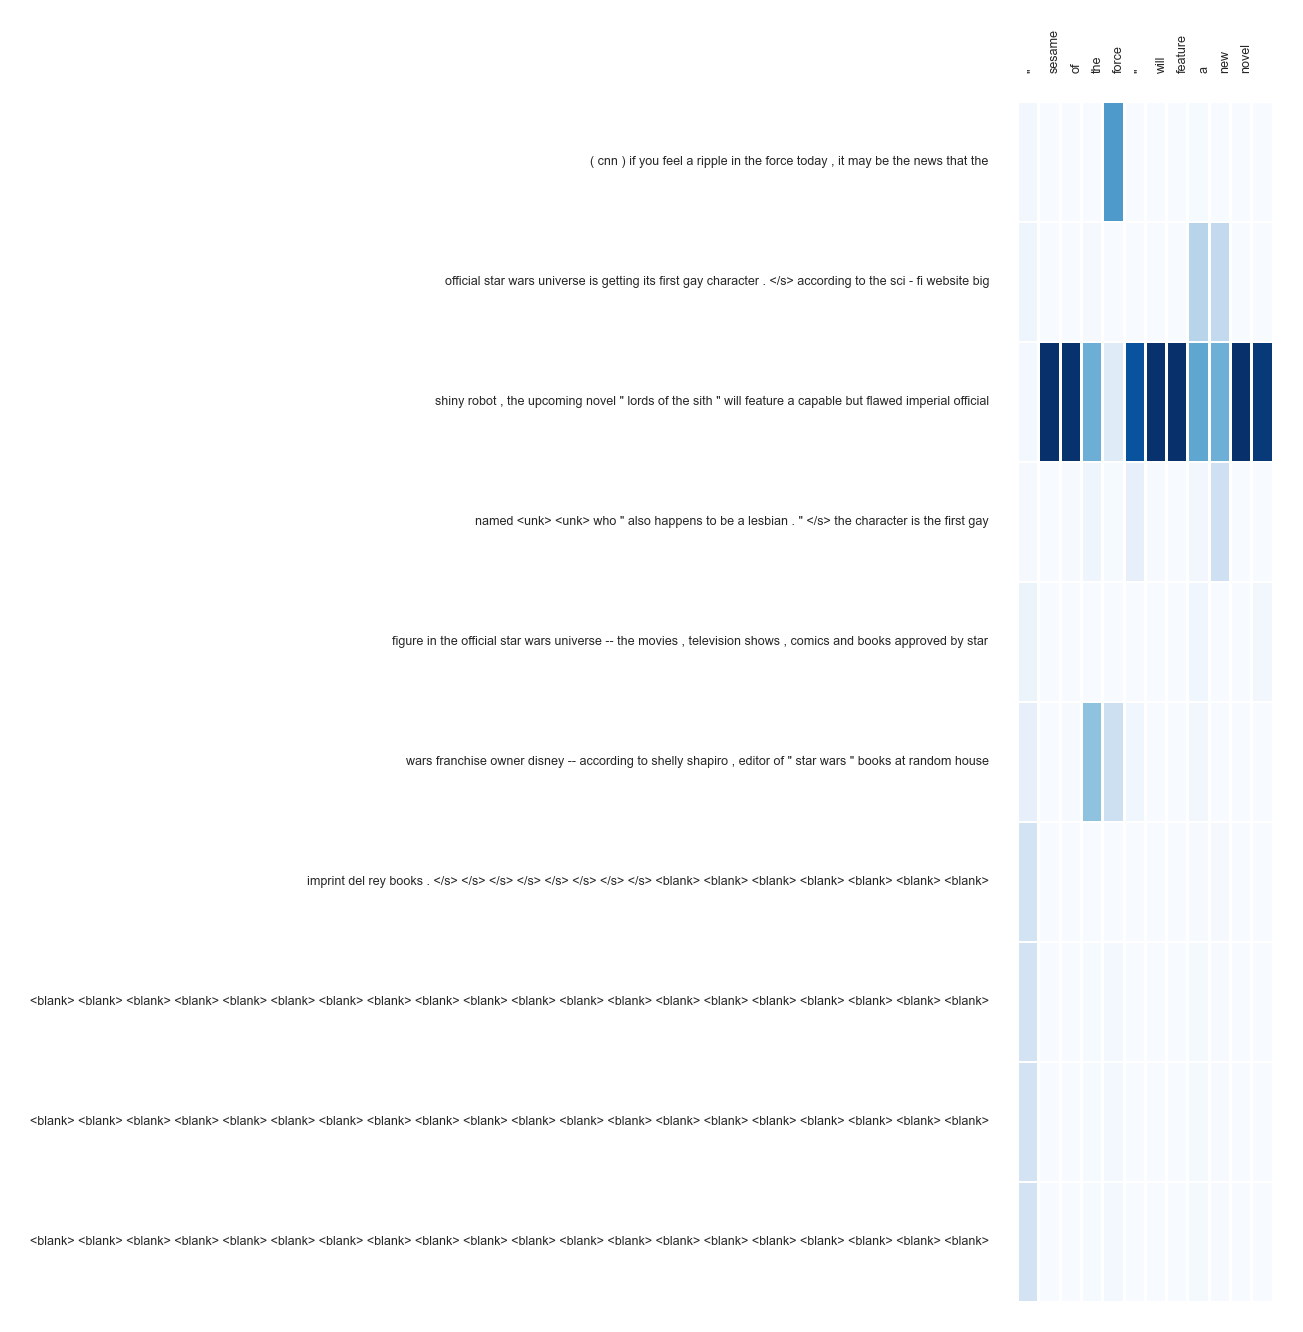 " sesame of the force " will feature a new novel
( cnn ) if you feel a ripple in the force today , it may be the news that the
official star wars universe is getting its first gay character . </s> according to the sci - fi website big
shiny robot , the upcoming novel " lords of the sith " will feature a capable but flawed imperial official
named <unk> <unk> who " also happens to be a lesbian . " </s> the character is the first gay
figure in the official star wars universe -- the movies , television shows , comics and books approved by star
wars franchise owner disney -- according to shelly shapiro , editor of " star wars " books at random house
imprint del rey books . </s> </s> </s> </s> </s> </s> </s> </s> <blank> <blank> <blank> <blank> <blank> <blank> <blank>
<blank> <blank> <blank> <blank> <blank> <blank> <blank> <blank> <blank> <blank> <blank> <blank> <blank> <blank> <blank> <blank> <blank> <blank> <blank> <blank>
<blank> <blank> <blank> <blank> <blank> <blank> <blank> <blank> <blank> <blank> <blank> <blank> <blank> <blank> <blank> <blank> <blank> <blank> <blank> <blank>
<blank> <blank> <blank> <blank> <blank> <blank> <blank> <blank> <blank> <blank> <blank> <blank> <blank> <blank> <blank> <blank> <blank> <blank> <blank> <blank>